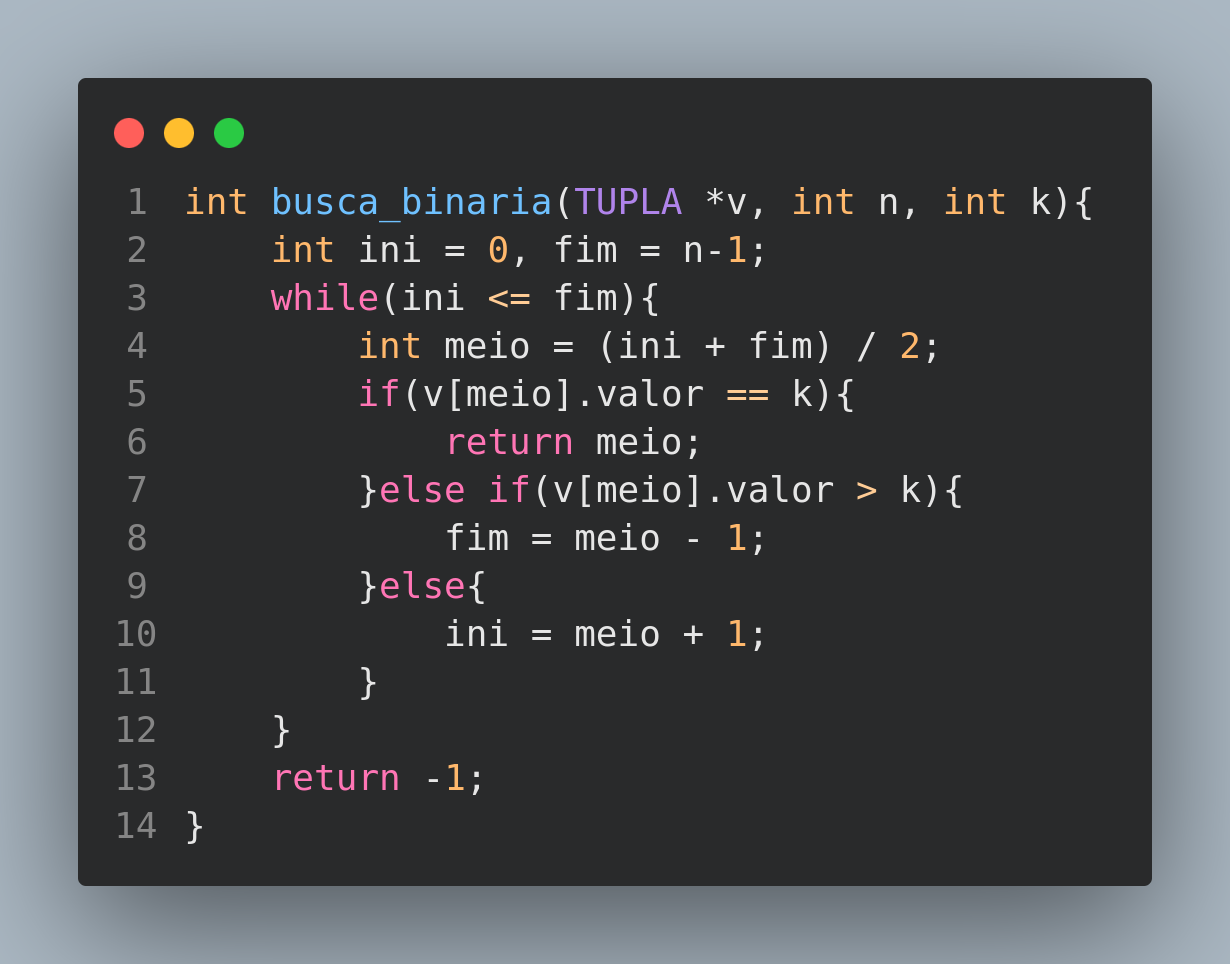 1 int busca_binaria(TUPLA *v, int n, int k){
2     int ini = 0, fim = n-1;
3     while(ini <= fim){
4         int meio = (ini + fim) / 2;
5         if(v[meio].valor == k){
6             return meio;
7         }else if(v[meio].valor > k){
8             fim = meio - 1;
9         }else{
10             ini = meio + 1;
11         }
12     }
13     return -1;
14 }